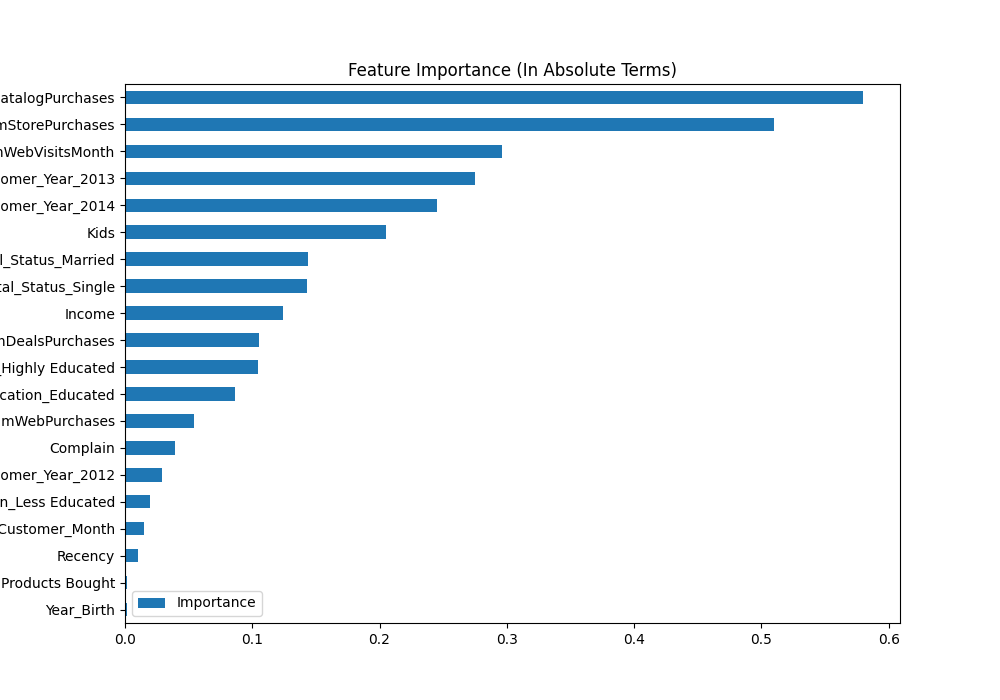 Feature Importance (In Absolute Terms)
atalogPurchases
mStorePurchases
nWebVisitsMonth
omer_Year_2013
omer_Year_2014
Kids
l_Status_Married
tal_Status_Single
Income
nDealsPurchases
_Highly Educated
cation_Educated
mWebPurchases
Complain
omer_Year_2012
n_Less Educated
Customer_Month
Recency
Products Bought
Year_Birth
Importance
0.0 0.1 0.2 0.3 0.4 0.5 0.6